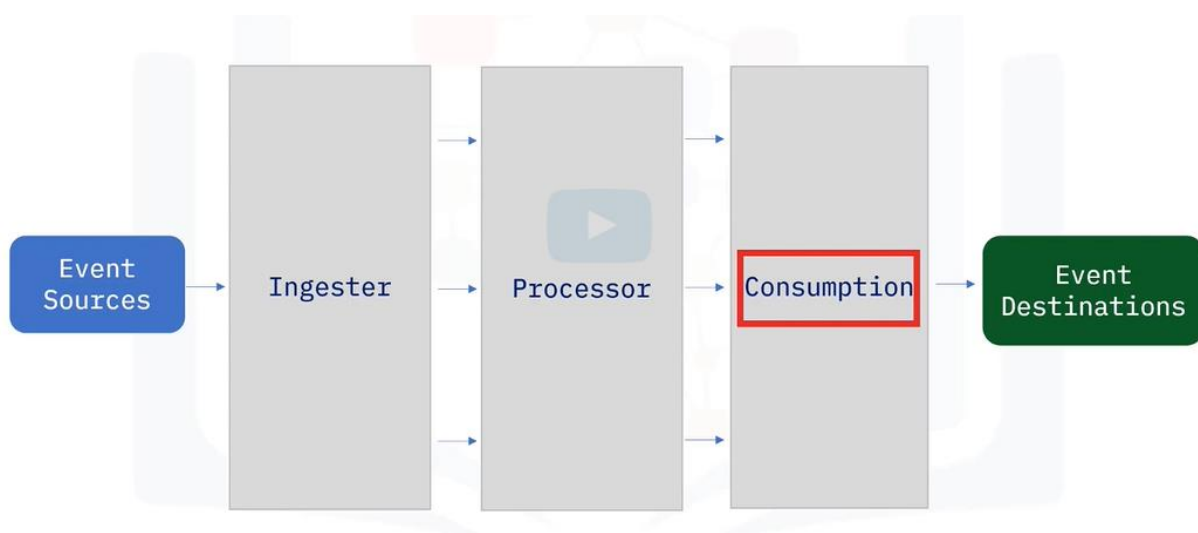 Event
Sources
Ingester
Processor
Consumption
Event
Destinations